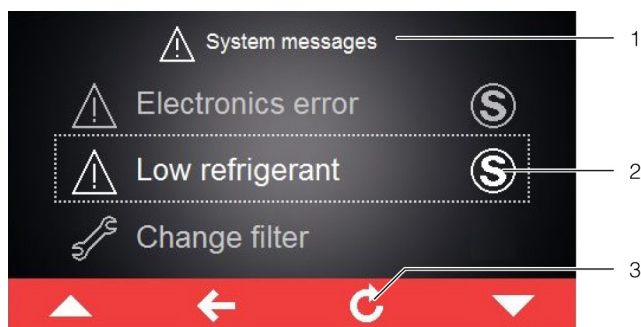 System messages
1
Electronics error
S
Low refrigerant
S
2
Change filter
3